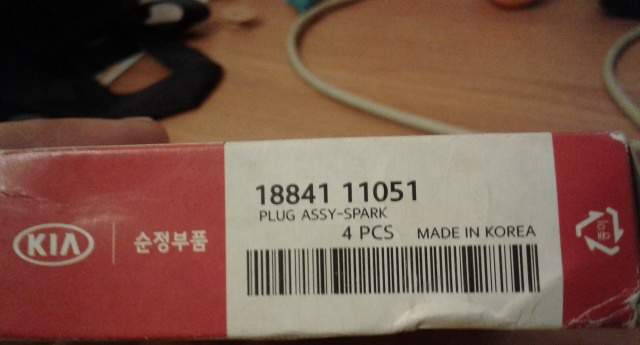 KIA
순정부품
18841 11051
PLUG ASSY-SPARK
4 PCS MADE IN KOREA